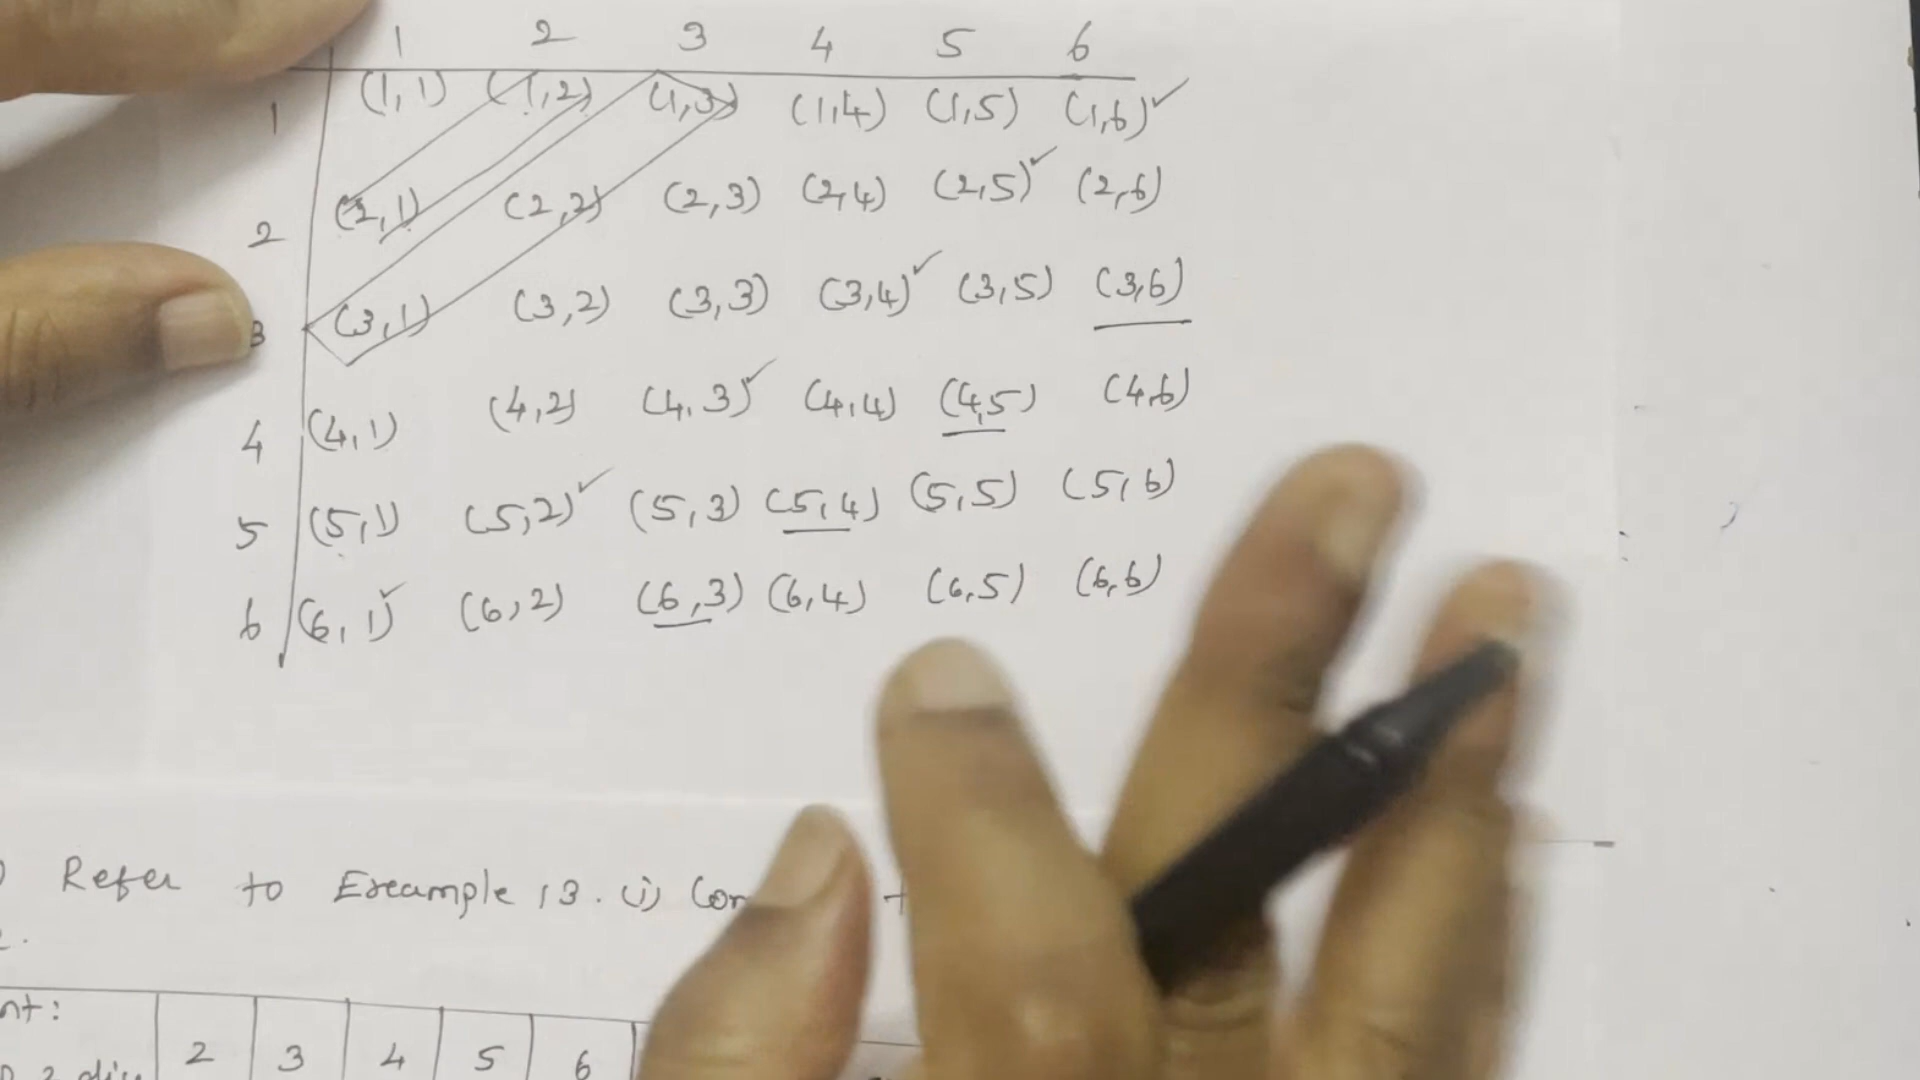 1 2 3 4 5 6
1 (1,1) (1,2) (1,3) (1,4) (1,5) (1,6) ✓
2 (2,1) (2,2) (2,3) (2,4) (2,5) ✓ (2,6)
3 (3,1) (3,2) (3,3) (3,4) ✓ (3,5) (3,6)
4 (4,1) (4,2) (4,3) ✓ (4,4) (4,5) (4,6)
5 (5,1) (5,2) ✓ (5,3) (5,4) (5,5) (5,6)
6 (6,1) ✓ (6,2) (6,3) (6,4) (6,5) (6,6)
Refer to Example 13. (i) Com
nt:
2 3 4 5 6